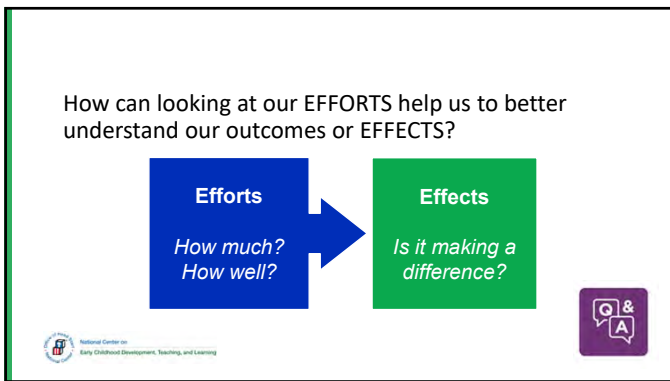 How can looking at our EFFORTS help us to better
understand our outcomes or EFFECTS?
Efforts
How much?
How well?
Effects
Is it making a
difference?
Q &
A
National Center on
Early Childhood Development, Teaching, and Learning